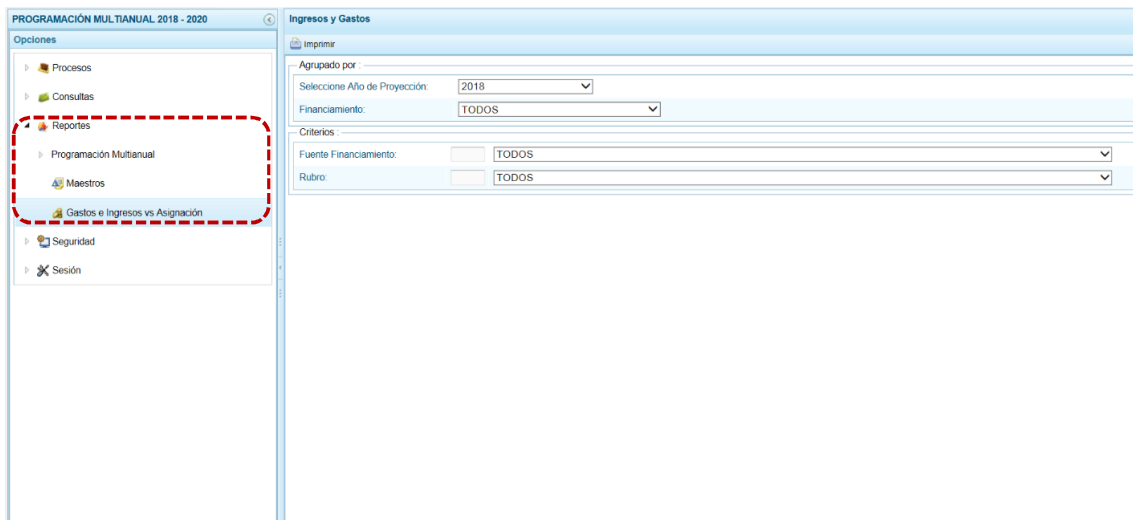 PROGRAMACIÓN MULTIANUAL 2018 - 2020
Opciones
Procesos
Consultas
Reportes
Programación Multianual
Maestros
Gastos e Ingresos vs Asignación
Seguridad
Sesión
Ingresos y Gastos
Imprimir
Agrupado por :
Seleccione Año de Proyección: 2018
Financiamiento: TODOS
Criterios :
Fuente Financiamiento: TODOS
Rubro: TODOS